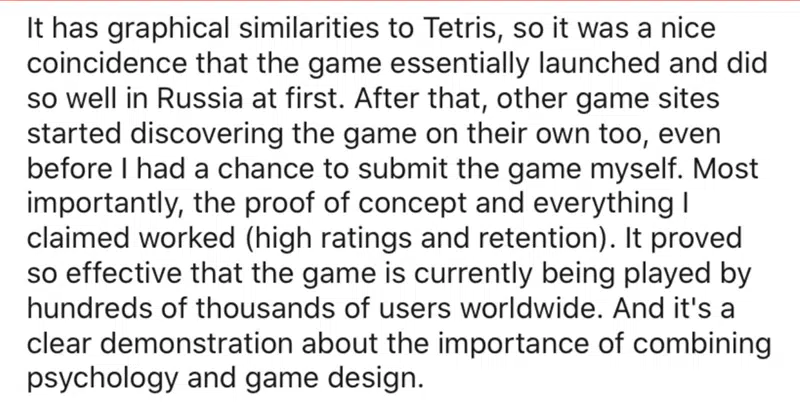 It has graphical similarities to Tetris, so it was a nice
coincidence that the game essentially launched and did
so well in Russia at first. After that, other game sites
started discovering the game on their own too, even
before I had a chance to submit the game myself. Most
importantly, the proof of concept and everything I
claimed worked (high ratings and retention). It proved
so effective that the game is currently being played by
hundreds of thousands of users worldwide. And it's a
clear demonstration about the importance of combining
psychology and game design.